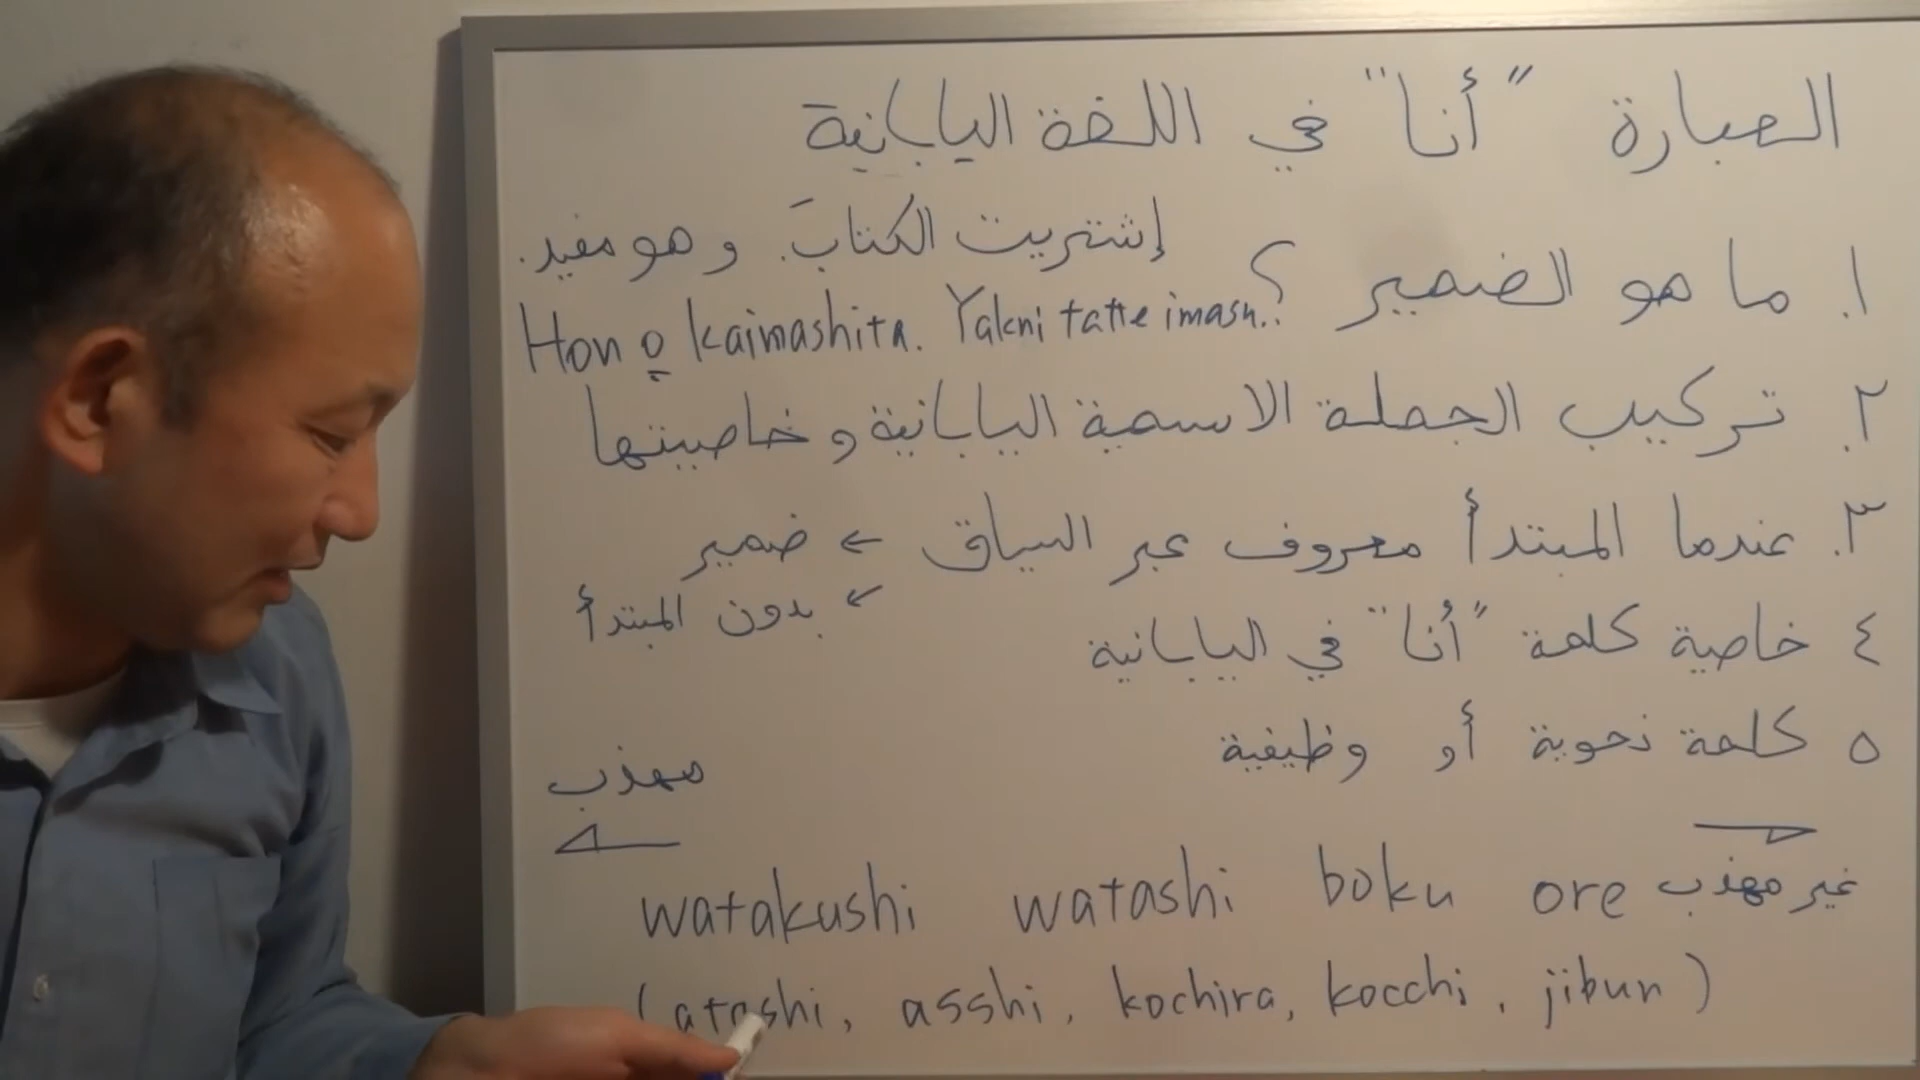 العبارة "أنا" في اللغة اليابانية
إشتريت الكتابَ. وهو مفيد.
١. ما هو الضمير ؟
Hon o kaimashita. Yakni tatte imasu.
٢. تركيب الجملة الاسمية اليابانية وخاصيتها
٣. عندما المبتدأ معروف عبر السياق ← ضمير
← بدون المبتدأ
٤ خاصية كلمة "أنا" في اليابانية
٥ كلمة نحوية أو وظيفية
مهذب
غير مهذب
watakushi watashi boku ore
(atashi, asshi, kochira, kocchi, jibun)